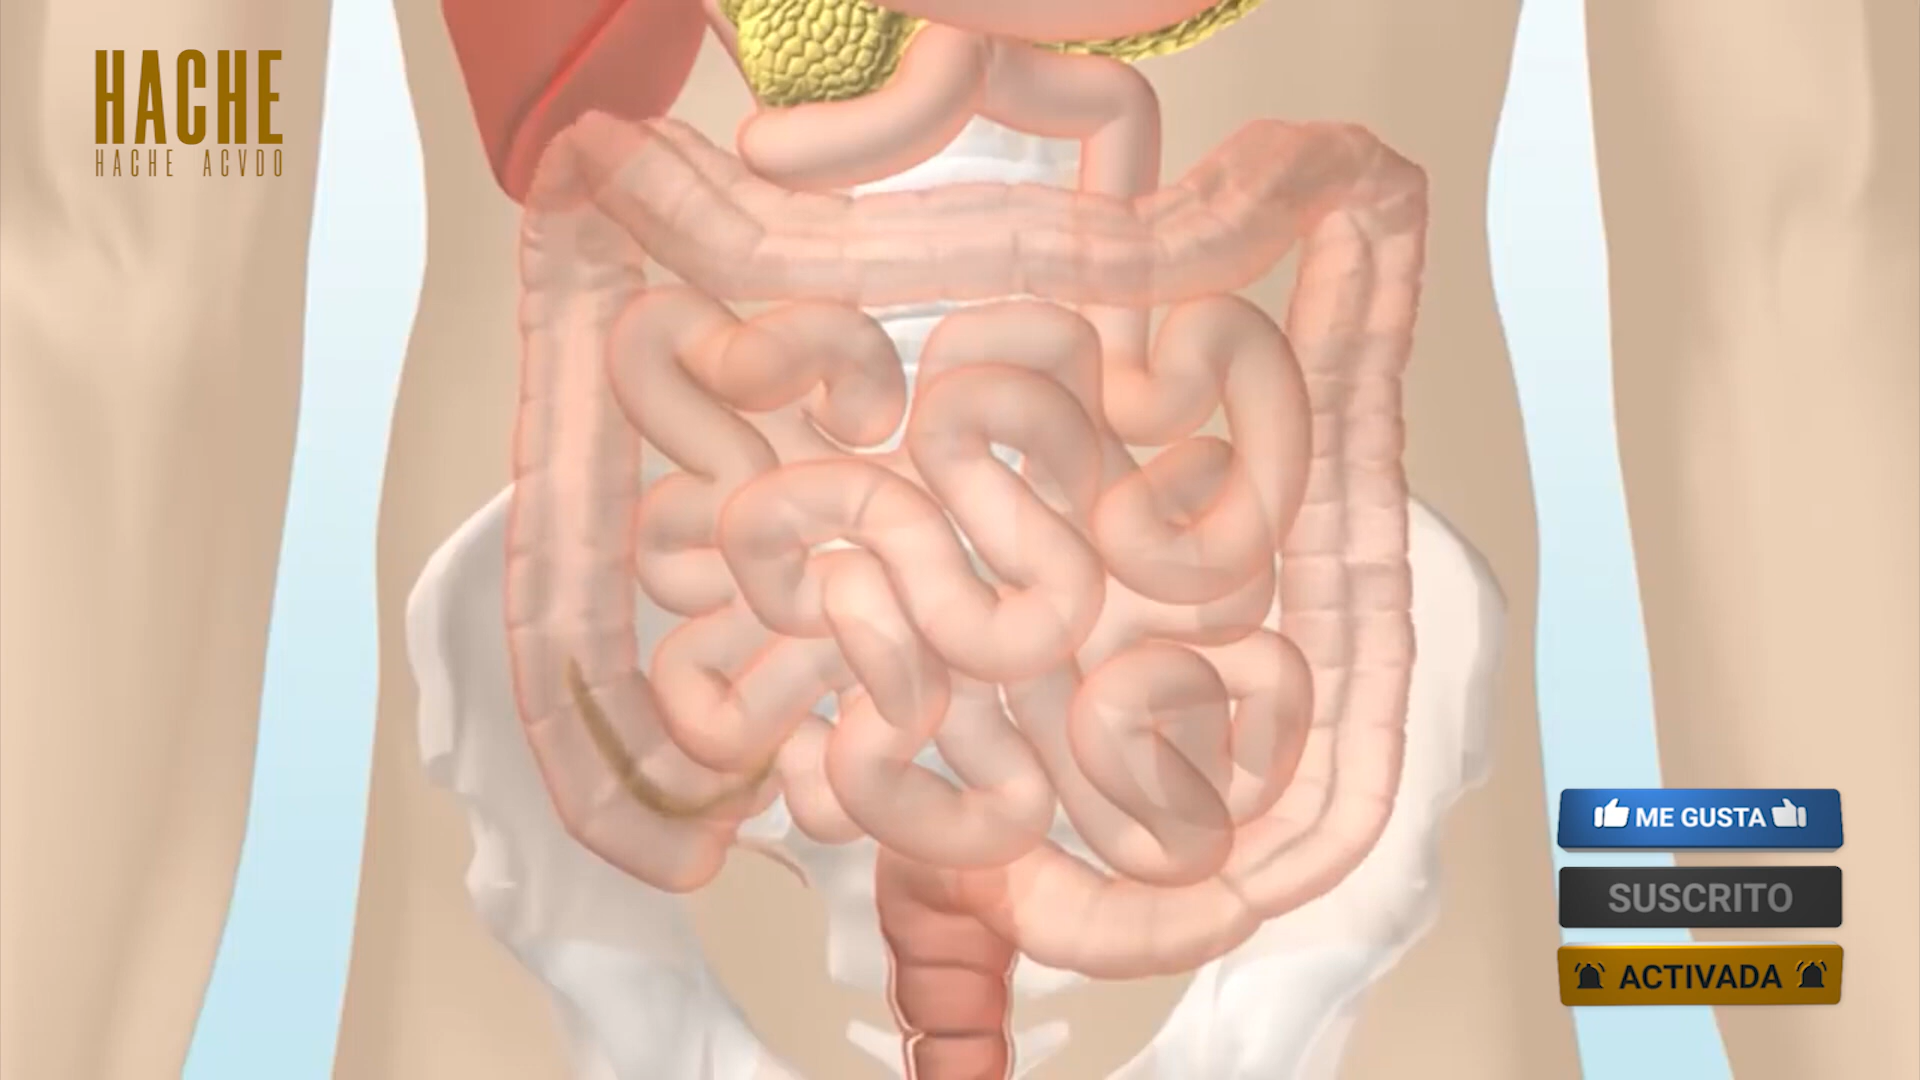 HACHE
HACHE ACVDO
ME GUSTA
SUSCRITO
ACTIVADA